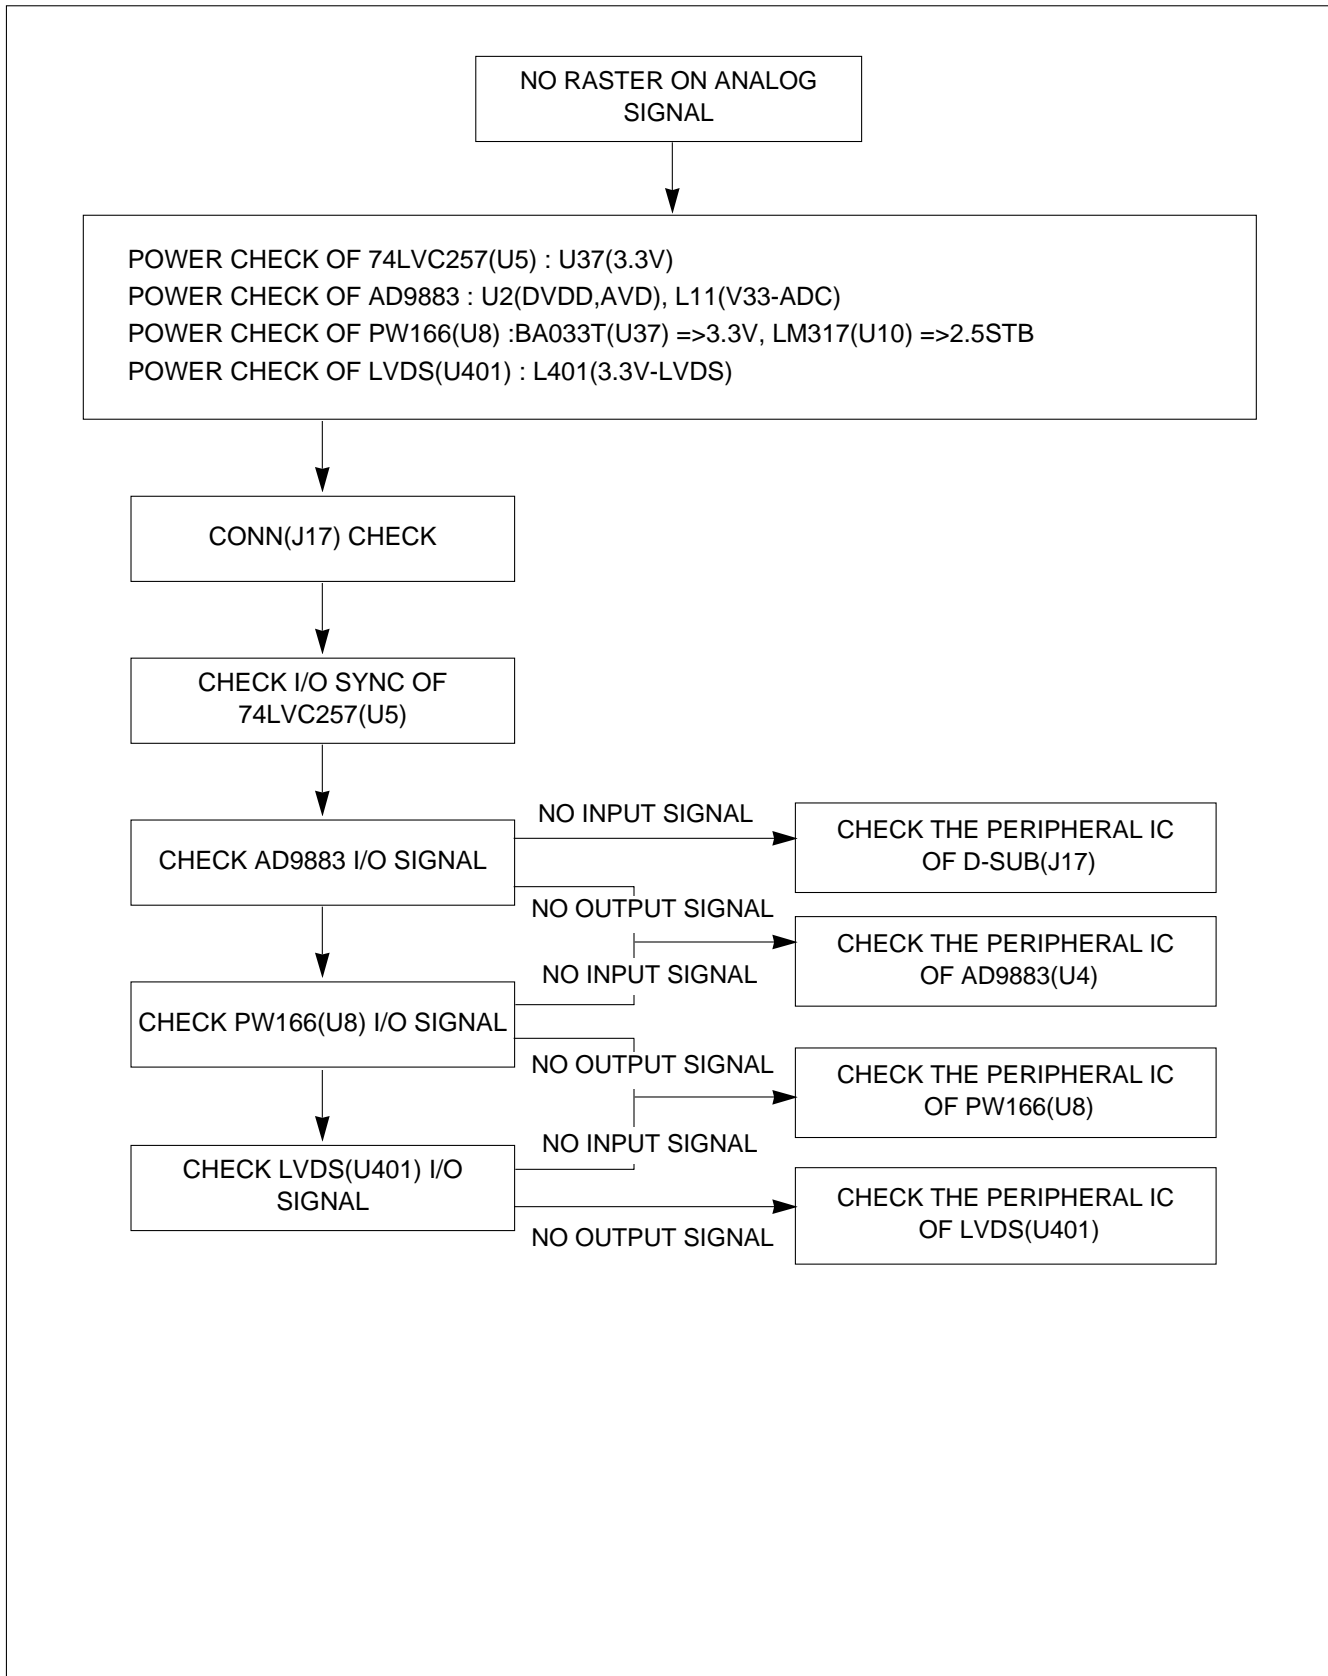 NO RASTER ON ANALOG
SIGNAL
POWER CHECK OF 74LVC257(U5) : U37(3.3V)
POWER CHECK OF AD9883 : U2(DVDD,AVD), L11(V33-ADC)
POWER CHECK OF PW166(U8) :BA033T(U37) =>3.3V, LM317(U10) =>2.5STB
POWER CHECK OF LVDS(U401) : L401(3.3V-LVDS)
CONN(J17) CHECK
CHECK I/O SYNC OF
74LVC257(U5)
CHECK AD9883 I/O SIGNAL
NO INPUT SIGNAL
CHECK THE PERIPHERAL IC
OF D-SUB(J17)
NO OUTPUT SIGNAL
CHECK THE PERIPHERAL IC
OF AD9883(U4)
NO INPUT SIGNAL
CHECK PW166(U8) I/O SIGNAL
NO OUTPUT SIGNAL
CHECK THE PERIPHERAL IC
OF PW166(U8)
NO INPUT SIGNAL
CHECK LVDS(U401) I/O
SIGNAL
NO OUTPUT SIGNAL
CHECK THE PERIPHERAL IC
OF LVDS(U401)